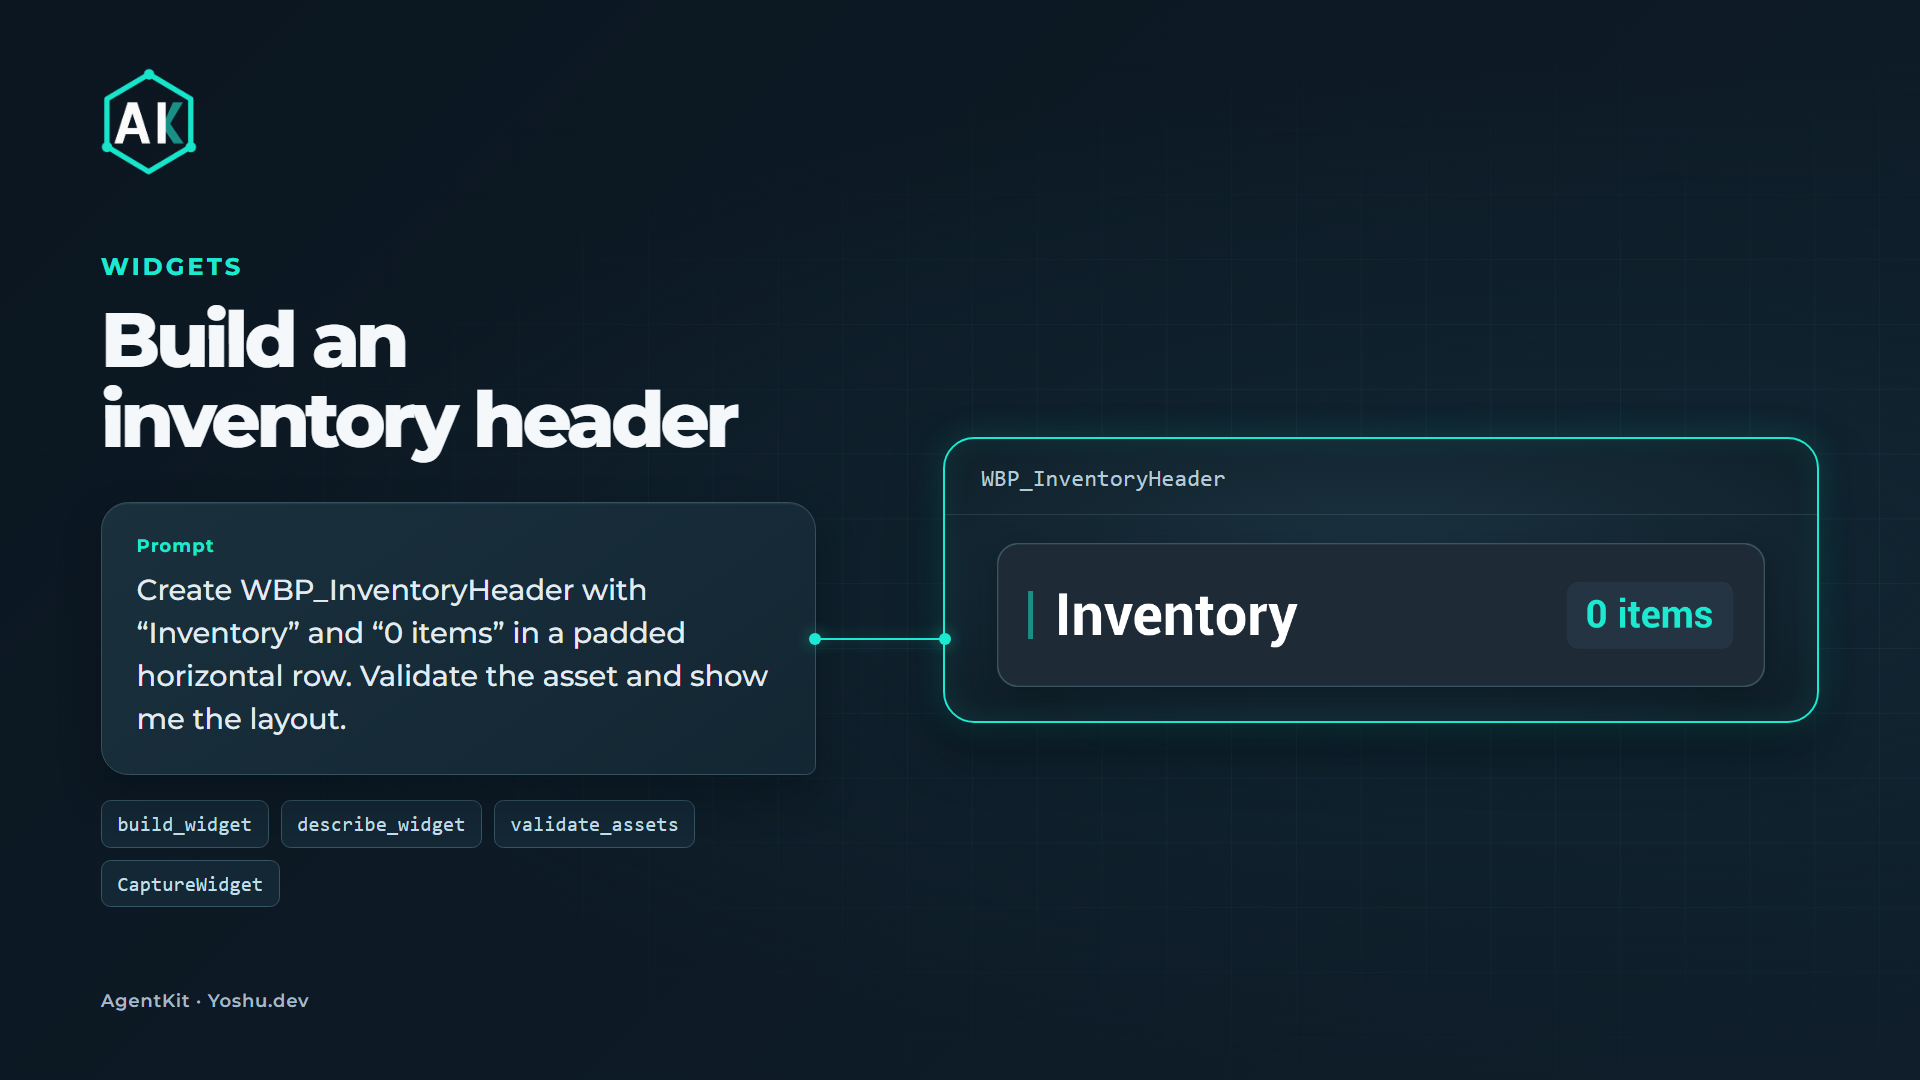 AK
WIDGETS
Build an
inventory header
Prompt
Create WBP_InventoryHeader with
“Inventory” and “0 items” in a padded
horizontal row. Validate the asset and show
me the layout.
build_widget describe_widget validate_assets
CaptureWidget
WBP_InventoryHeader
Inventory 0 items
AgentKit · Yoshu.dev